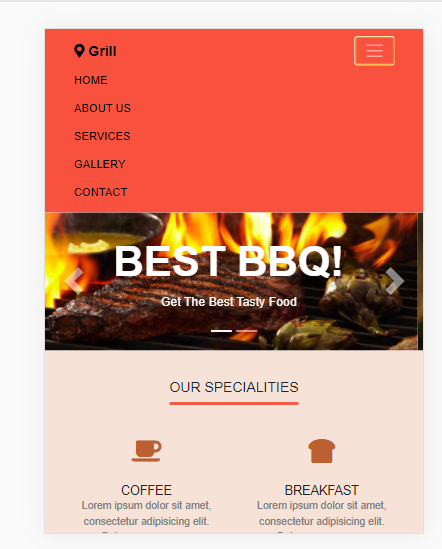 Grill
HOME
ABOUT US
SERVICES
GALLERY
CONTACT
BEST BBQ!
Get The Best Tasty Food
OUR SPECIALITIES
COFFEE
Lorem ipsum dolor sit amet,
consectetur adipisicing elit.
BREAKFAST
Lorem ipsum dolor sit amet,
consectetur adipisicing elit.